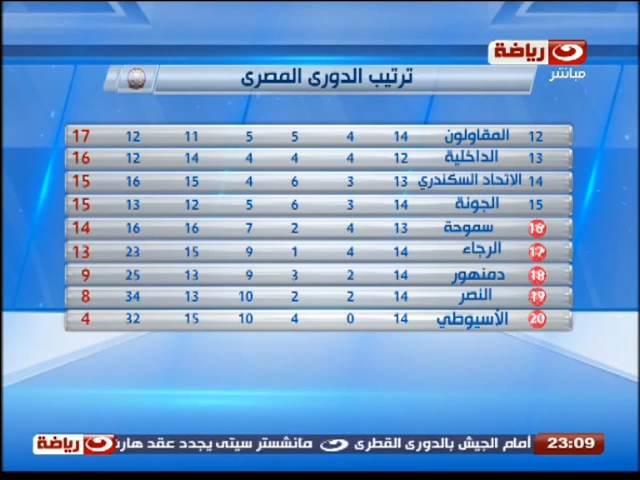 رياضة
مباشر
ترتيب الدورى المصرى
12 المقاولون 14 4 5 5 11 12 17
13 الداخلية 12 4 4 4 14 12 16
14 الاتحاد السكندري 13 3 6 4 15 16 15
15 الجونة 14 3 6 5 12 13 15
16 سموحة 13 4 2 7 16 16 14
17 الرجاء 14 4 1 9 15 23 13
18 دمنهور 14 2 3 9 13 25 9
19 النصر 14 2 2 10 13 34 8
20 الأسيوطي 14 0 4 10 15 32 4
23:09 أمام الجيش بالدورى القطرى مانشستر سيتى يجدد عقد هارت رياضة